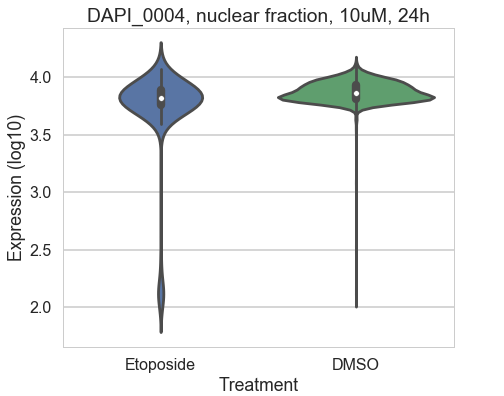 DAPI_0004, nuclear fraction, 10uM, 24h
Expression (log10)
4.0
3.5
3.0
2.5
2.0
Etoposide
DMSO
Treatment